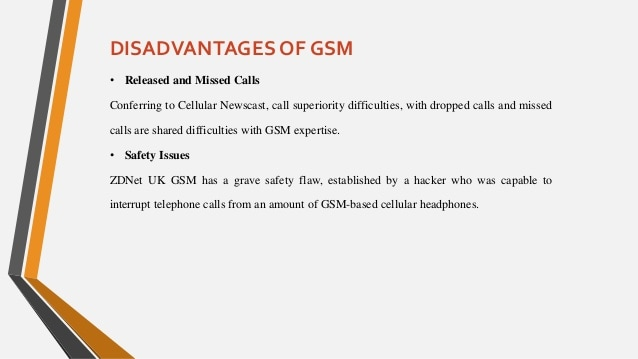 DISADVANTAGES OF GSM
• Released and Missed Calls
Conferring to Cellular Newscast, call superiority difficulties, with dropped calls and missed
calls are shared difficulties with GSM expertise.
• Safety Issues
ZDNet UK GSM has a grave safety flaw, established by a hacker who was capable to
interrupt telephone calls from an amount of GSM-based cellular headphones.